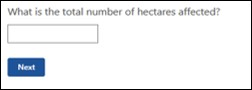 What is the total number of hectares affected?
Next